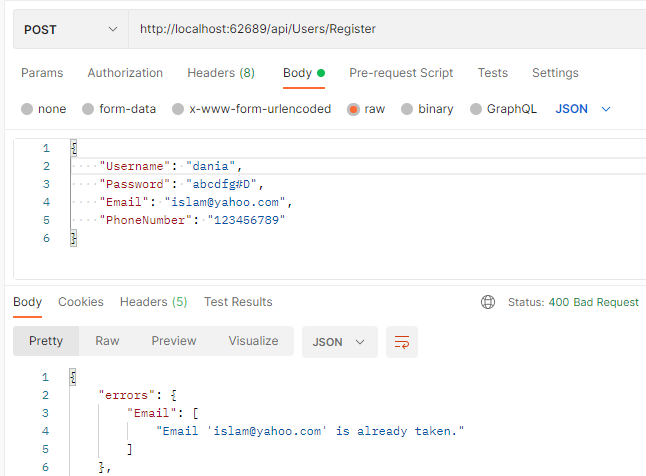 POST http://localhost:62689/api/Users/Register
Params Authorization Headers (8) Body Pre-request Script Tests Settings
none form-data x-www-form-urlencoded raw binary GraphQL JSON
1 {
2 "Username": "dania",
3 "Password": "abcdfg#D",
4 "Email": "islam@yahoo.com",
5 "PhoneNumber": "123456789"
6 }
Body Cookies Headers (5) Test Results Status: 400 Bad Request
Pretty Raw Preview Visualize JSON
1 {
2 "errors": {
3 "Email": [
4 "Email 'islam@yahoo.com' is already taken."
5 ]
6 },